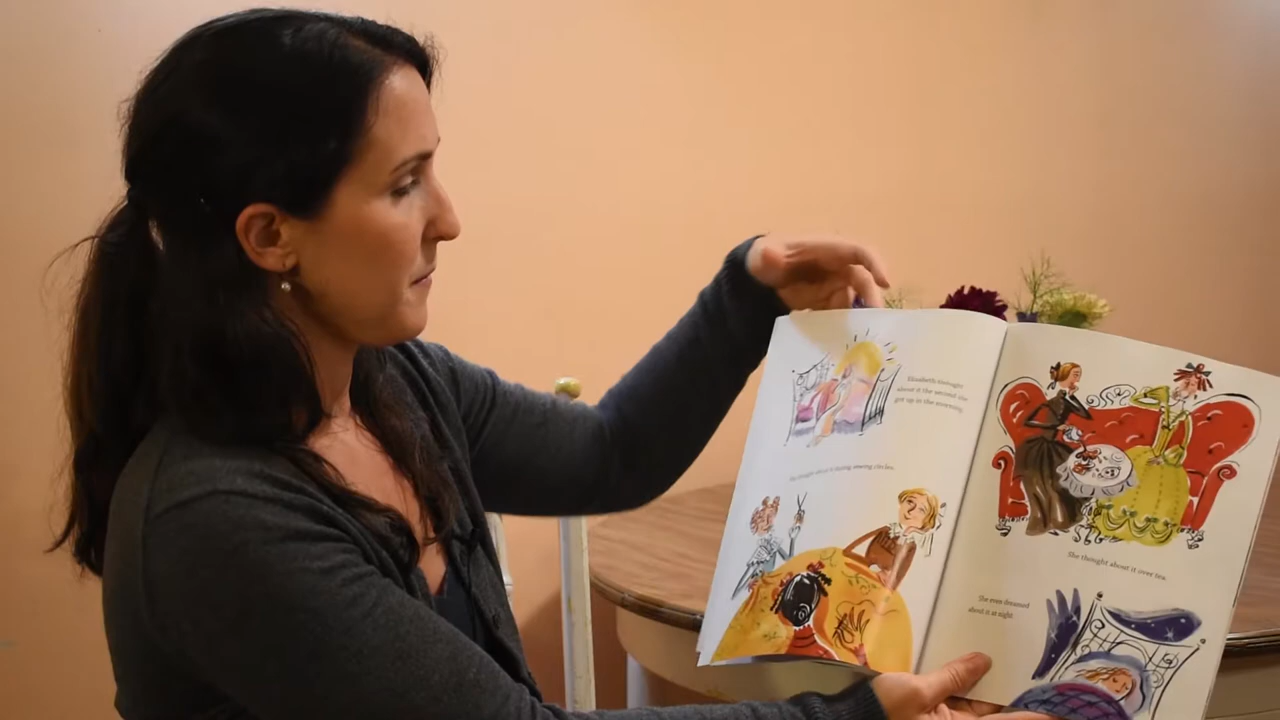 Elizabeth thought
about it the second she
got up in the morning.
She thought about it during sewing circles.
She thought about it over tea.
She even dreamed
about it at night.